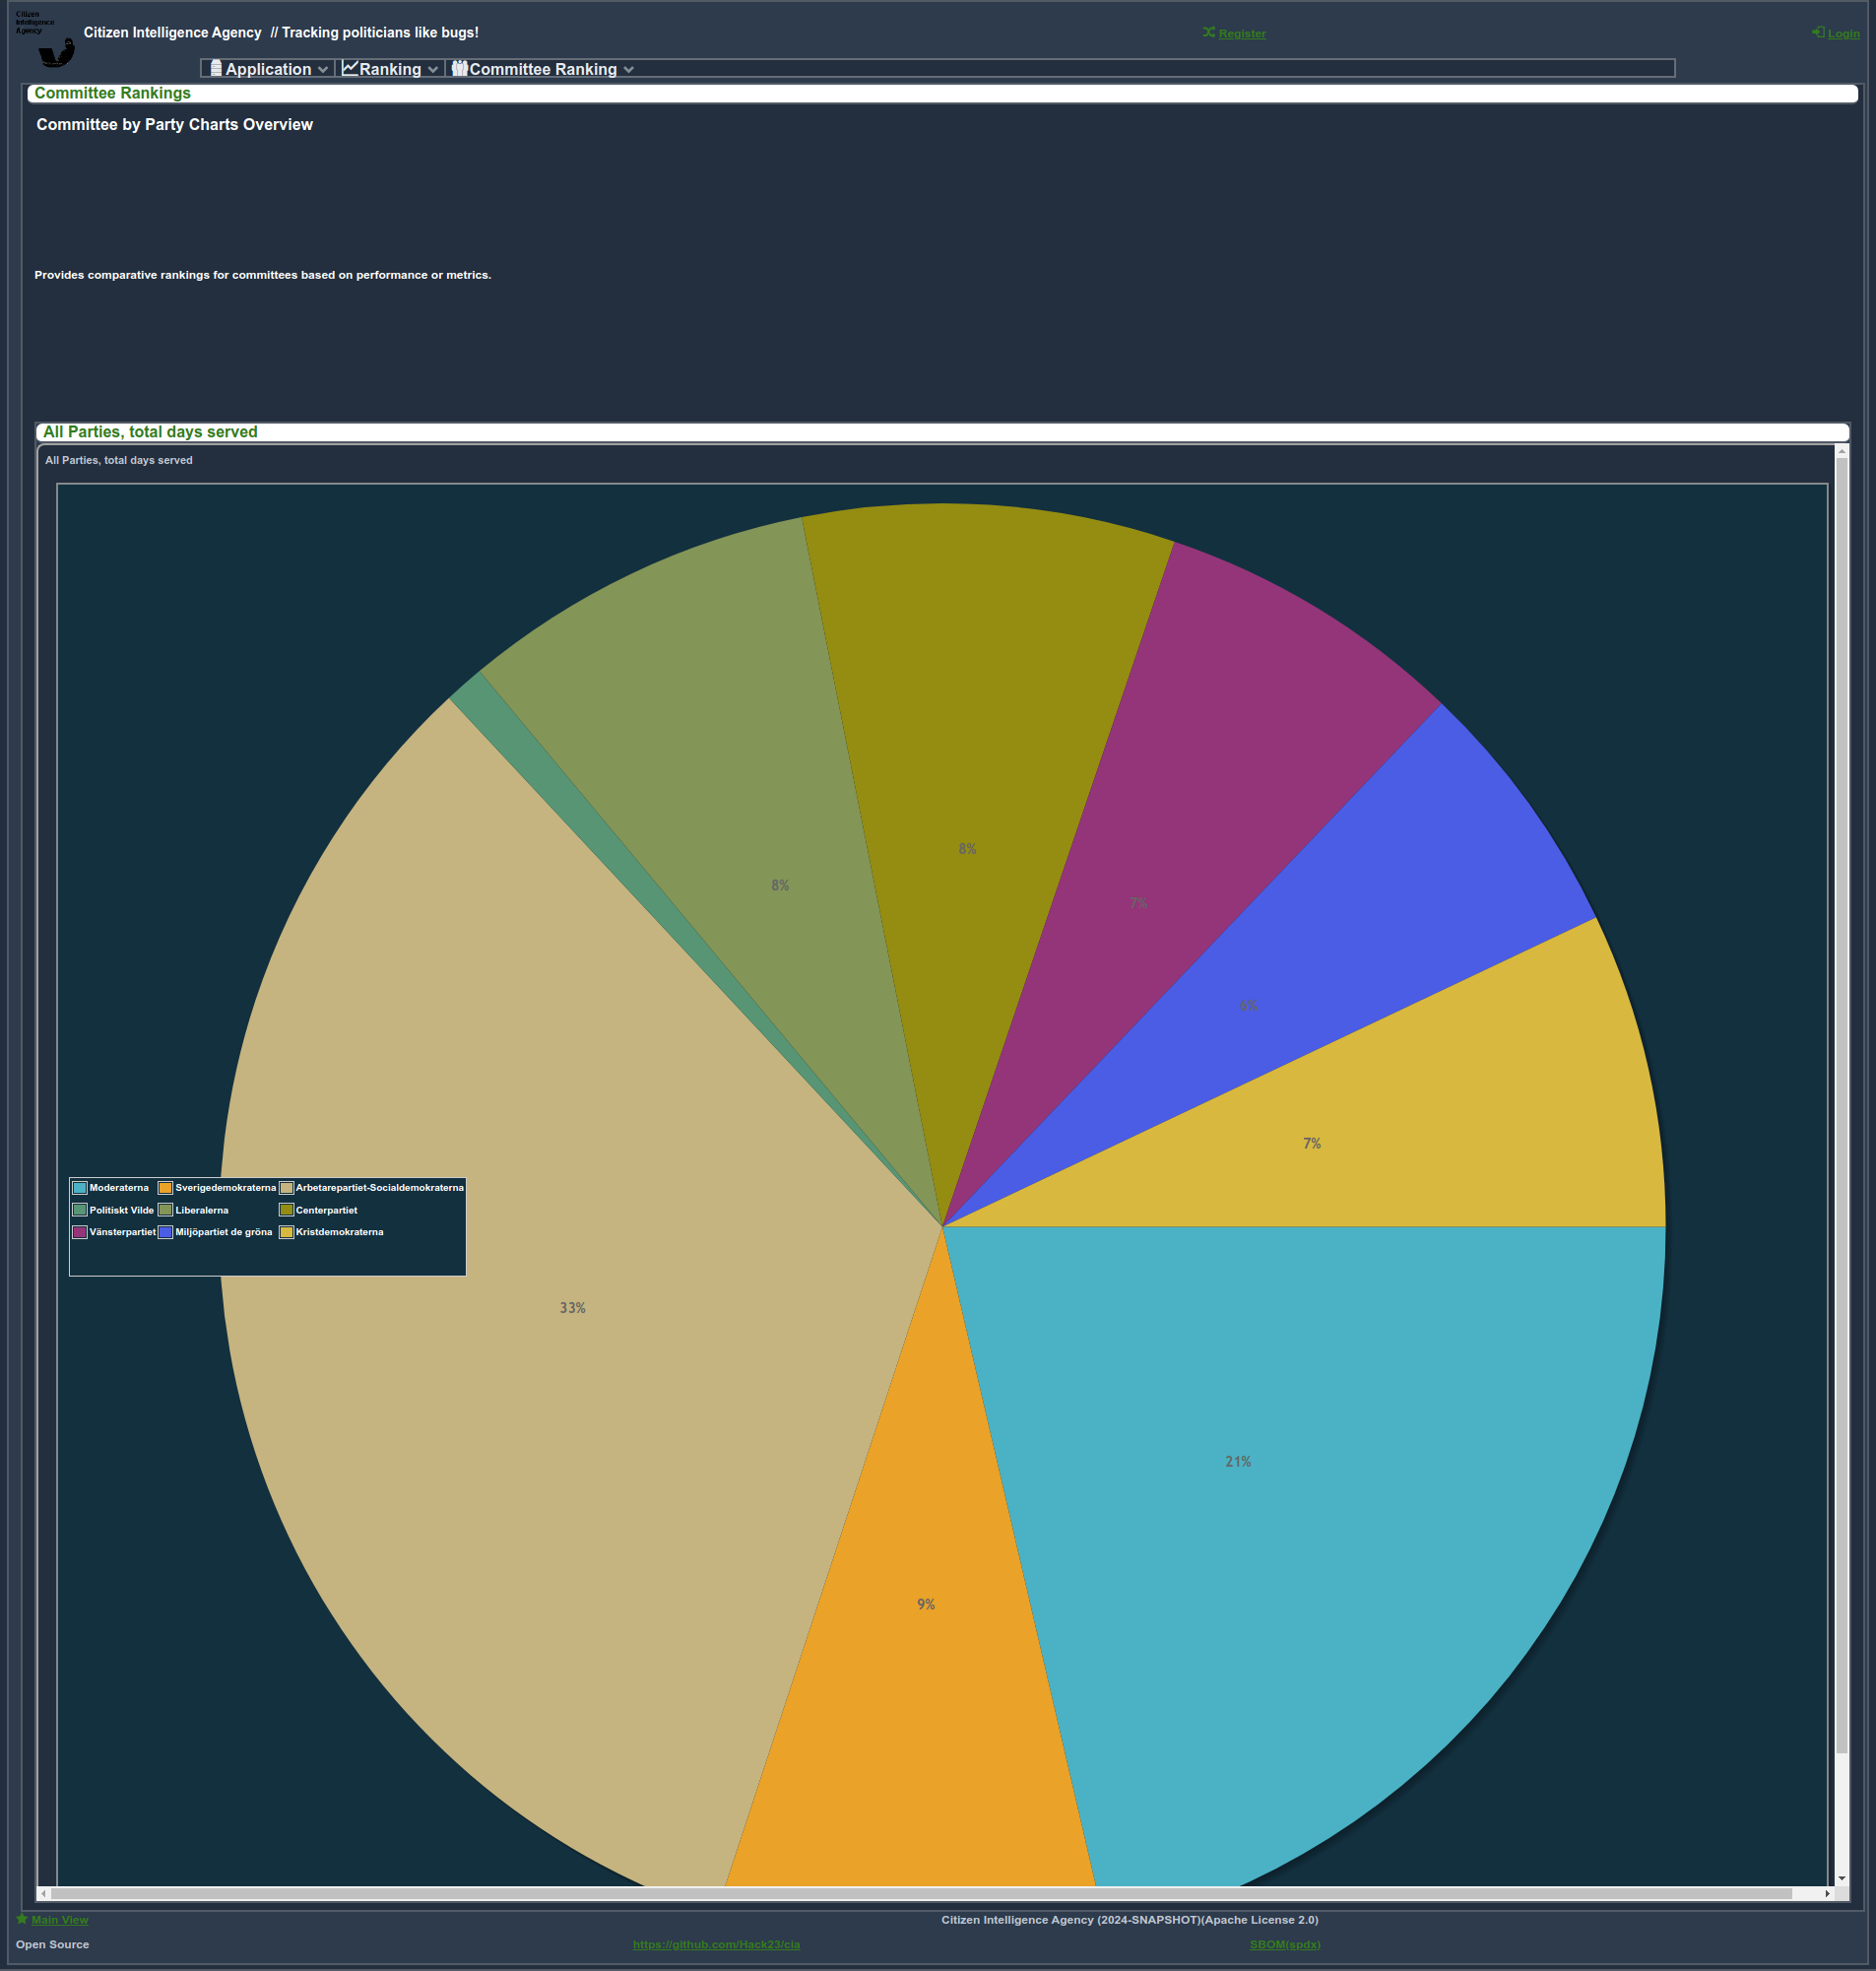 Citizen
Intelligence
Agency
Citizen Intelligence Agency // Tracking politicians like bugs!
Register
Login
Application
Ranking
Committee Ranking
Committee Rankings
Committee by Party Charts Overview
Provides comparative rankings for committees based on performance or metrics.
All Parties, total days served
All Parties, total days served
8%
8%
7%
6%
7%
Moderaterna Sverigedemokraterna Arbetarepartiet-Socialdemokraterna
Politiskt Vilde Liberalerna Centerpartiet
Vänsterpartiet Miljöpartiet de gröna Kristdemokraterna
33%
21%
9%
Main View
Citizen Intelligence Agency (2024-SNAPSHOT)(Apache License 2.0)
Open Source
https://github.com/Hack23/cia
SBOM(spdx)